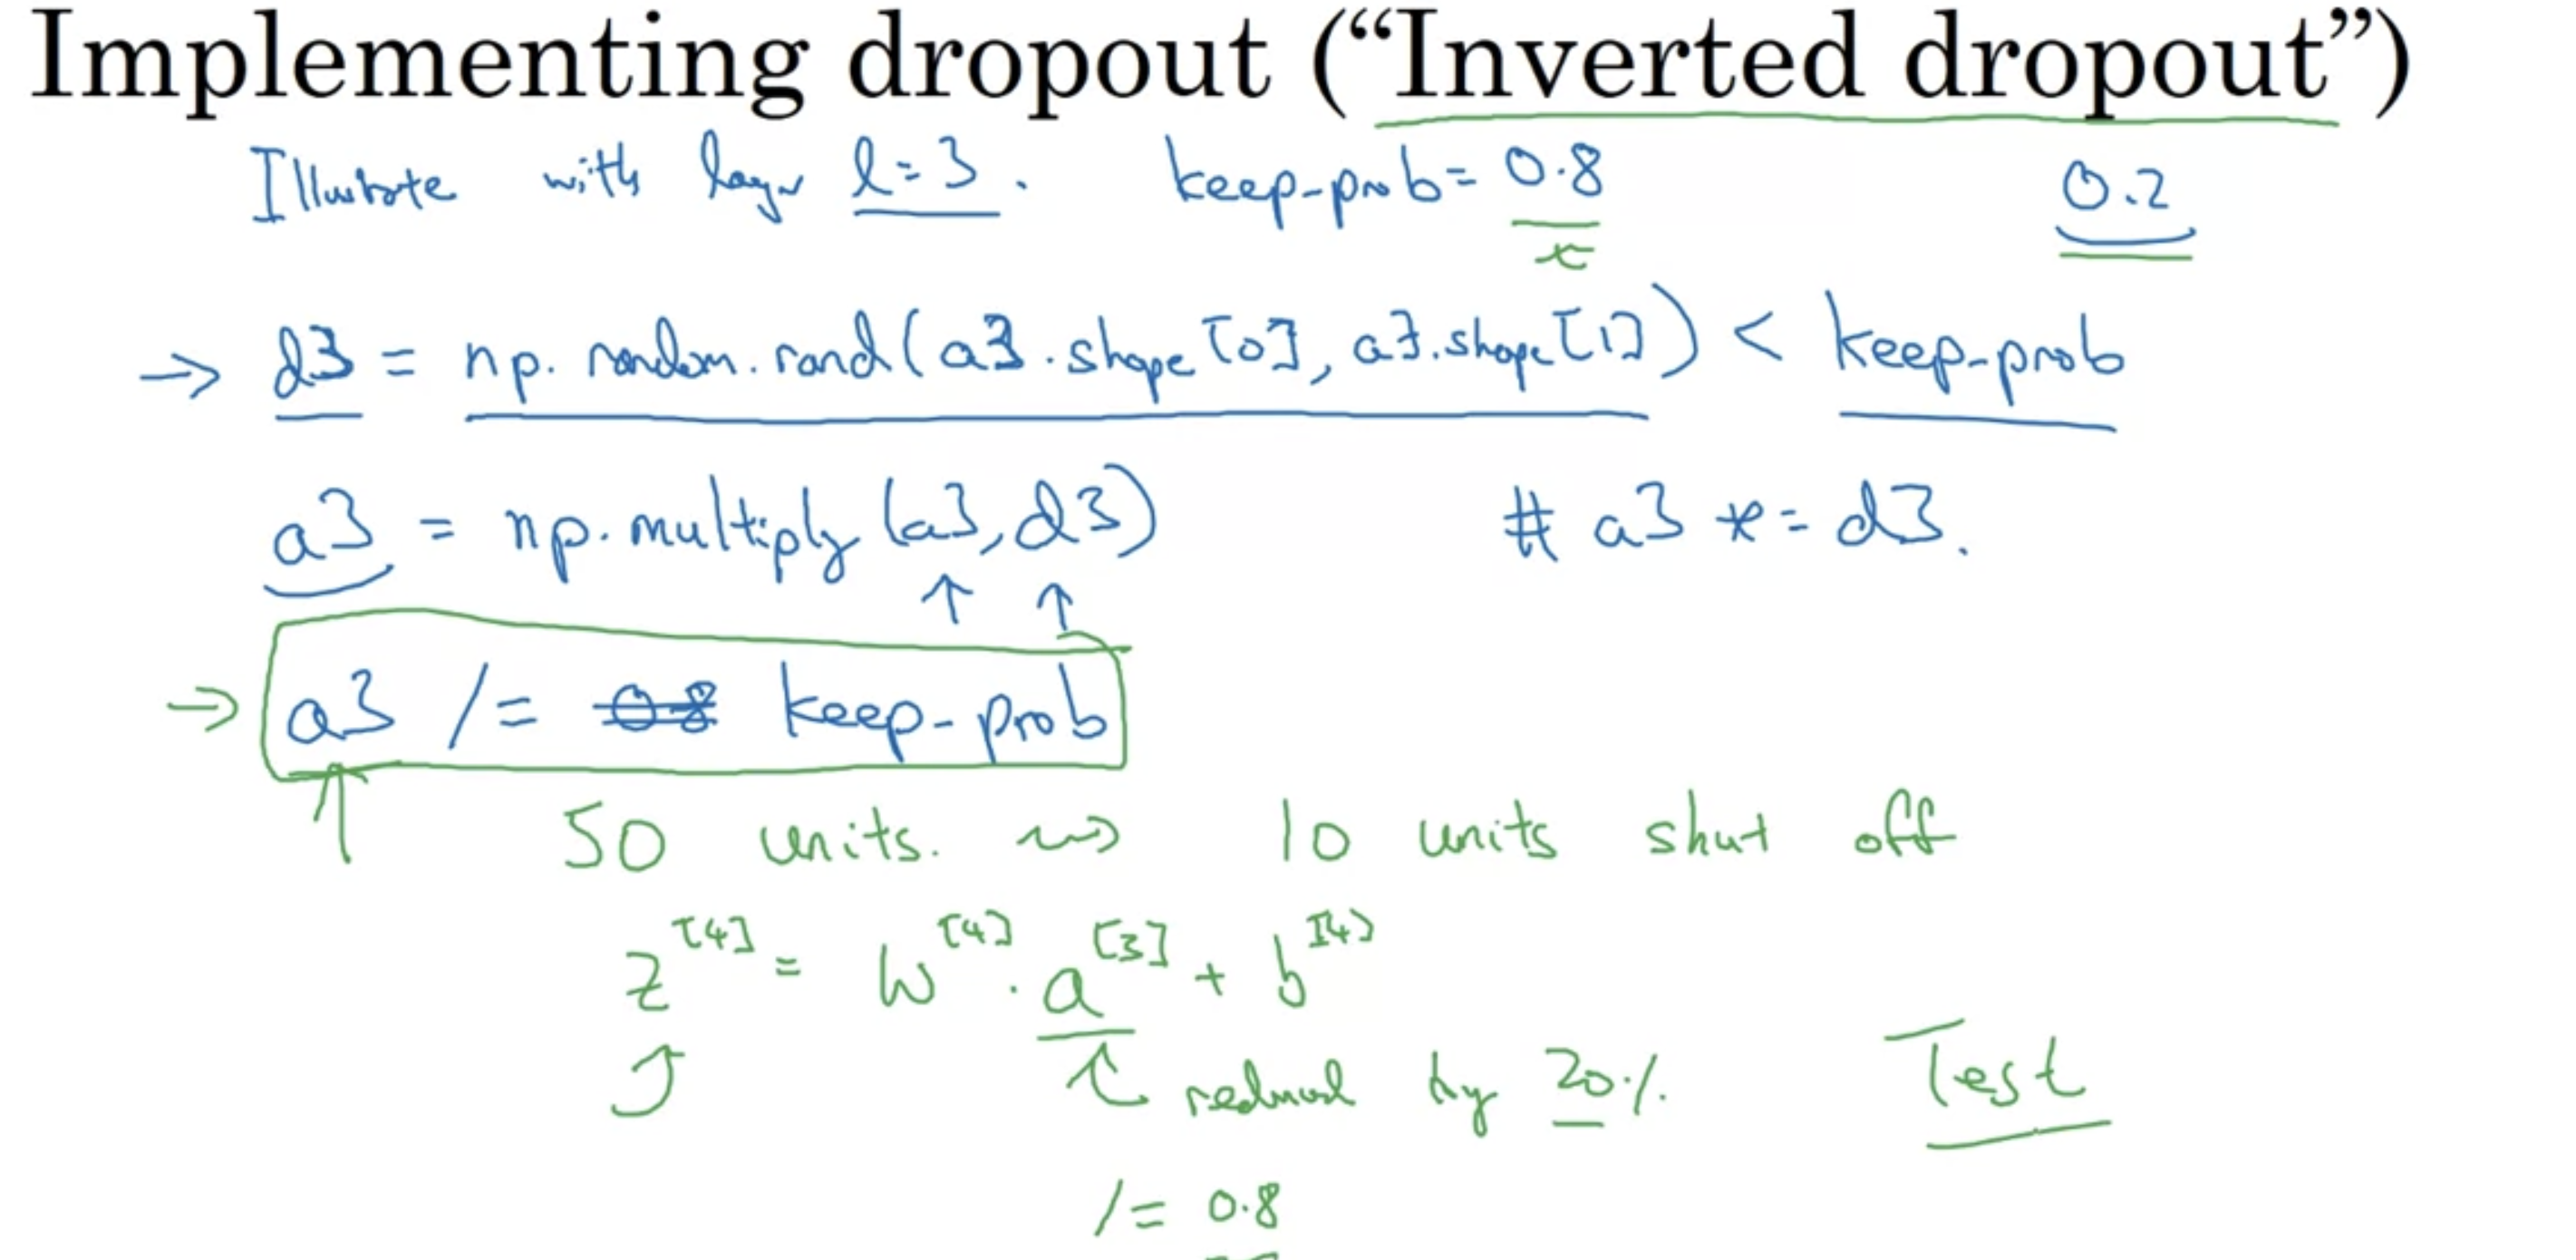 Implementing dropout (“Inverted dropout”)
Illustrate with layer l=3. keep-prob= 0.8 0.2
→ d3 = np.random.rand(a3.shape[0], a3.shape[1]) < keep-prob
a3 = np.multiply(a3,d3) # a3 *= d3.
→ a3 /= 0.8 keep-prob
50 units. ⇝ 10 units shut off
z^[4] = W^[4] · a^[3] + b^[4]
reduced by 20% Test
/= 0.8